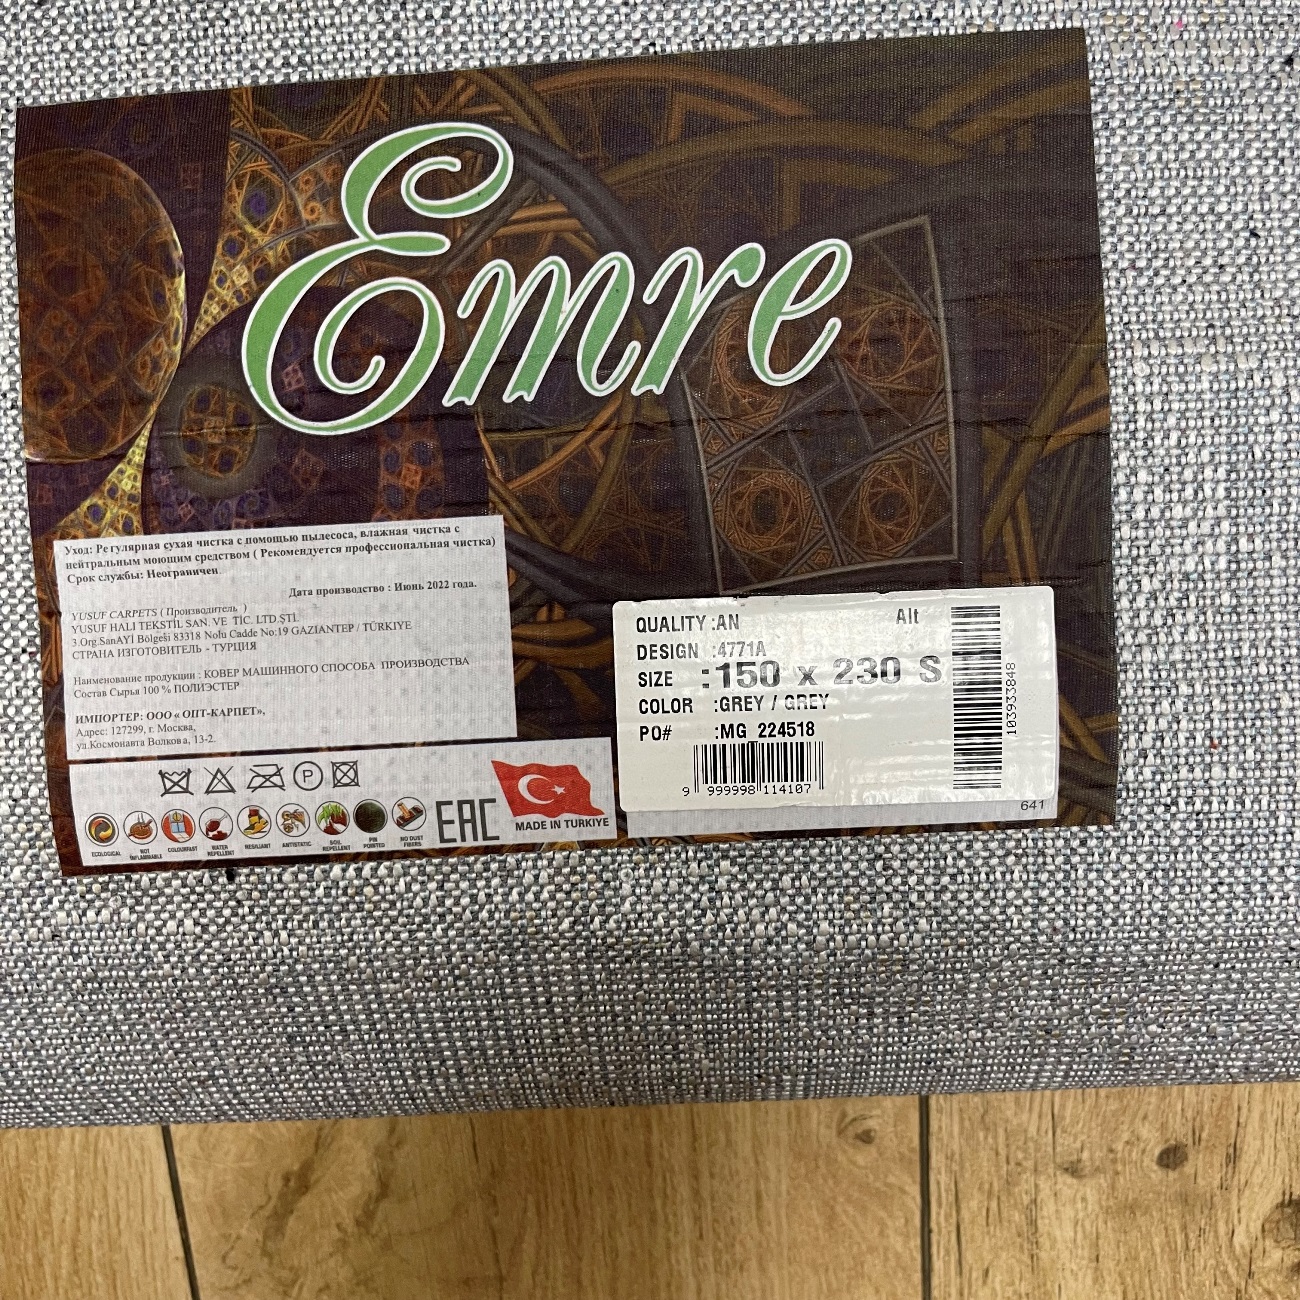 Emre
Уход: Регулярная сухая чистка с помощью пылесоса, влажная чистка с
нейтральным моющим средством ( Рекомендуется профессиональная чистка)
Срок службы: Неограничен.
Дата производство : Июнь 2022 года.
YUSUF CARPETS ( Производитель )
YUSUF HALI TEKSTİL SAN. VE TİC. LTD.ŞTİ.
3.Org.SanAYİ Bölgesi 83318 Nolu Cadde No:19 GAZIANTEP / TÜRKIYE
СТРАНА ИЗГОТОВИТЕЛЬ - ТУРЦИЯ
Наименование продукции : КОВЕР МАШИННОГО СПОСОБА ПРОИЗВОДСТВА
Состав Сырья 100 % ПОЛИЭСТЕР
ИМПОРТЕР: ООО « ОПТ-КАРПЕТ»,
Адрес: 127299, г. Москва,
ул.Космонавта Волкова, 13-2.
P
ECOLOGICAL
NOT INFLAMMABLE
COLOURFAST
WATER REPELLENT
RESILIANT
ANTISTATIC
SOIL REPELLENT
PIN POINTED
NO DUST FIBERS
EAC
MADE IN TURKIYE
QUALITY :AN Alt
DESIGN :4771A
SIZE :150 x 230 S
COLOR :GREY / GREY
PO# :MG 224518
9 999998 114107
103933848
641